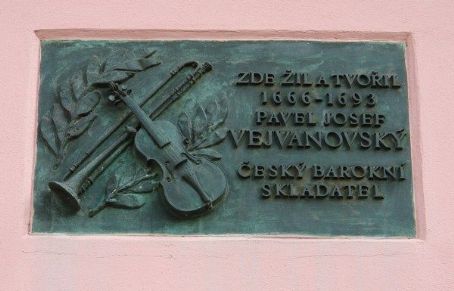 ZDE ŽIL A TVOŘIL
1666-1693
PAVEL JOSEF
VEJVANOVSKÝ
ČESKÝ BAROKNÍ
SKLADATEL